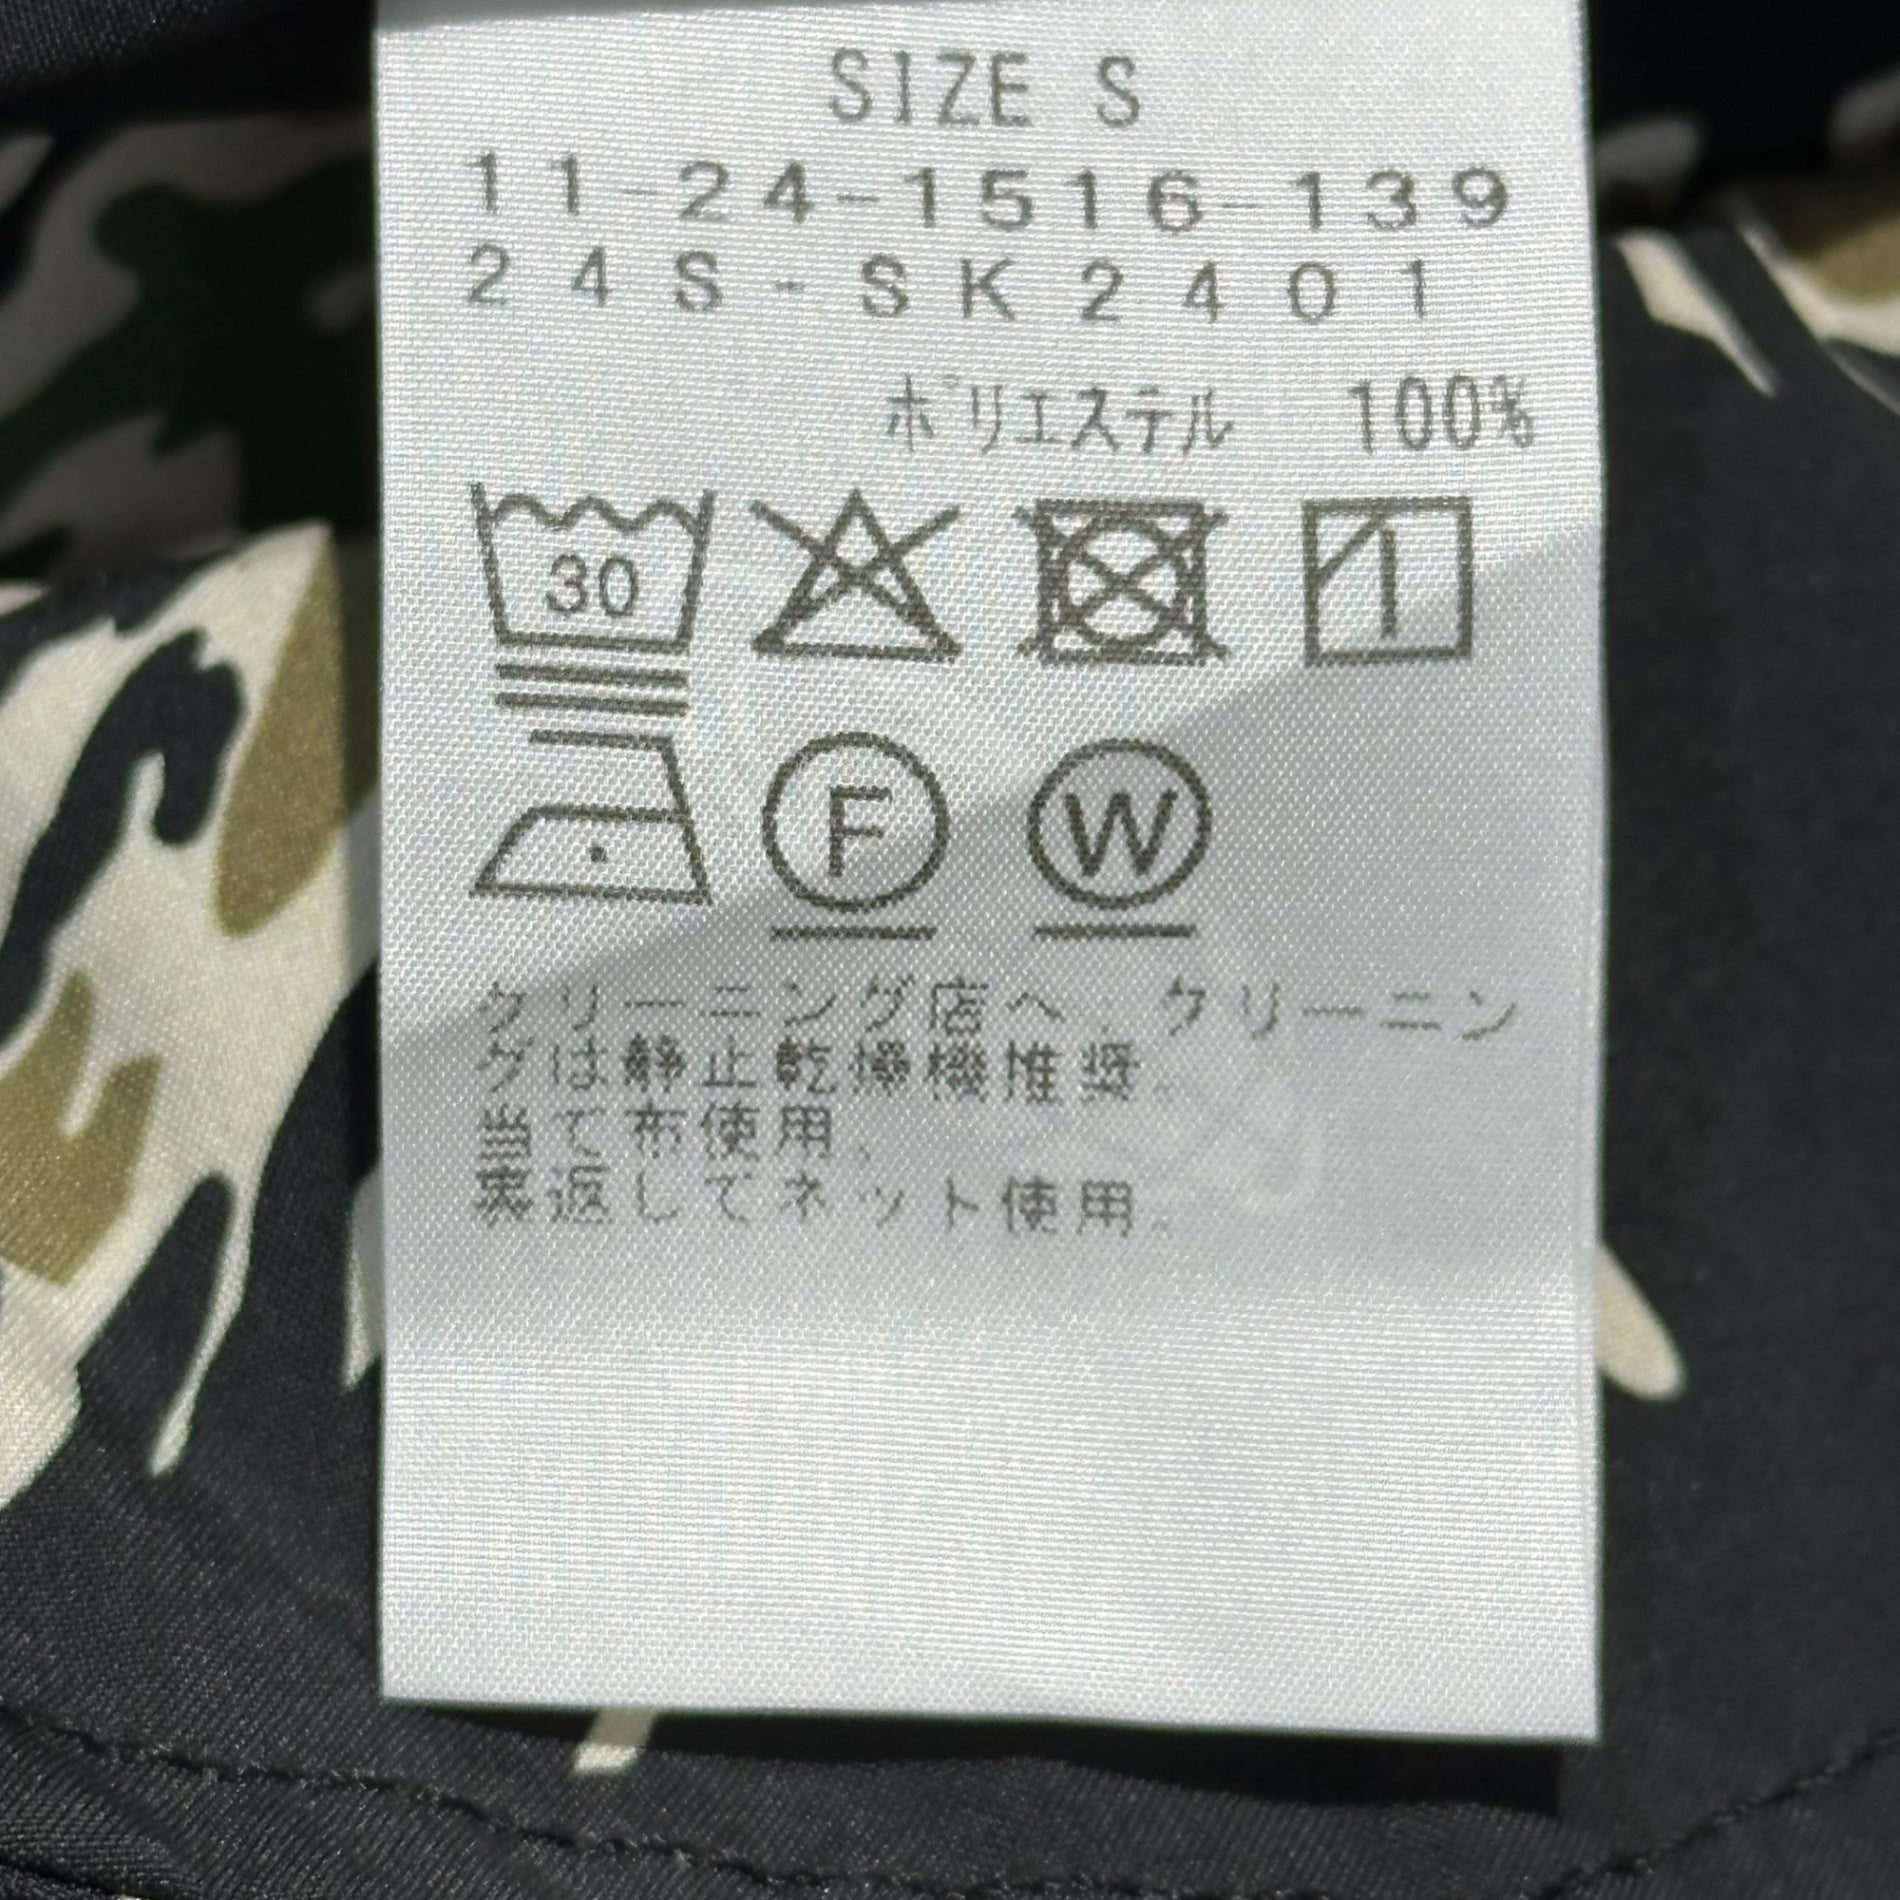 SIZE S
11-24-1516-139
24S-SK2401
ポリエステル 100%
30
F W
クリーニング店へ.クリーニン
グは静止乾燥機推奨.
当て布使用.
裏返してネット使用.